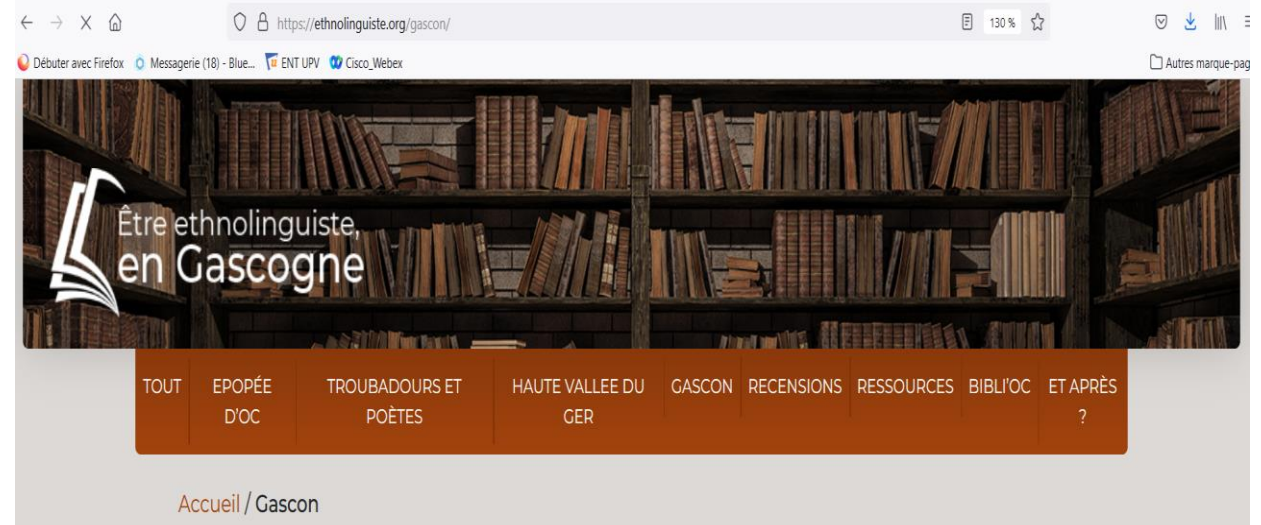 https://ethnolinguiste.org/gascon/ 130 %
Débuter avec Firefox Messagerie (18) - Blue... ENT UPV Cisco_Webex Autres marque-pag
Être ethnolinguiste,
en Gascogne
TOUT EPOPÉE TROUBADOURS ET HAUTE VALLEE DU GASCON RECENSIONS RESSOURCES BIBLI'OC ET APRÈS
D'OC POÈTES GER ?
Accueil / Gascon